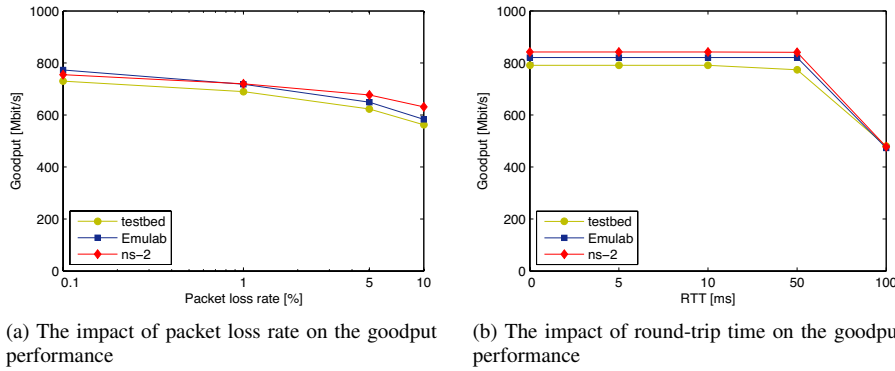 1000
800
600
400
200
0
Goodput [Mbit/s]
testbed
Emulab
ns−2
0.1 1 5 10
Packet loss rate [%]
(a) The impact of packet loss rate on the goodput
performance
1000
800
600
400
200
0
Goodput [Mbit/s]
testbed
Emulab
ns−2
0 5 10 50 100
RTT [ms]
(b) The impact of round-trip time on the goodpu
performance